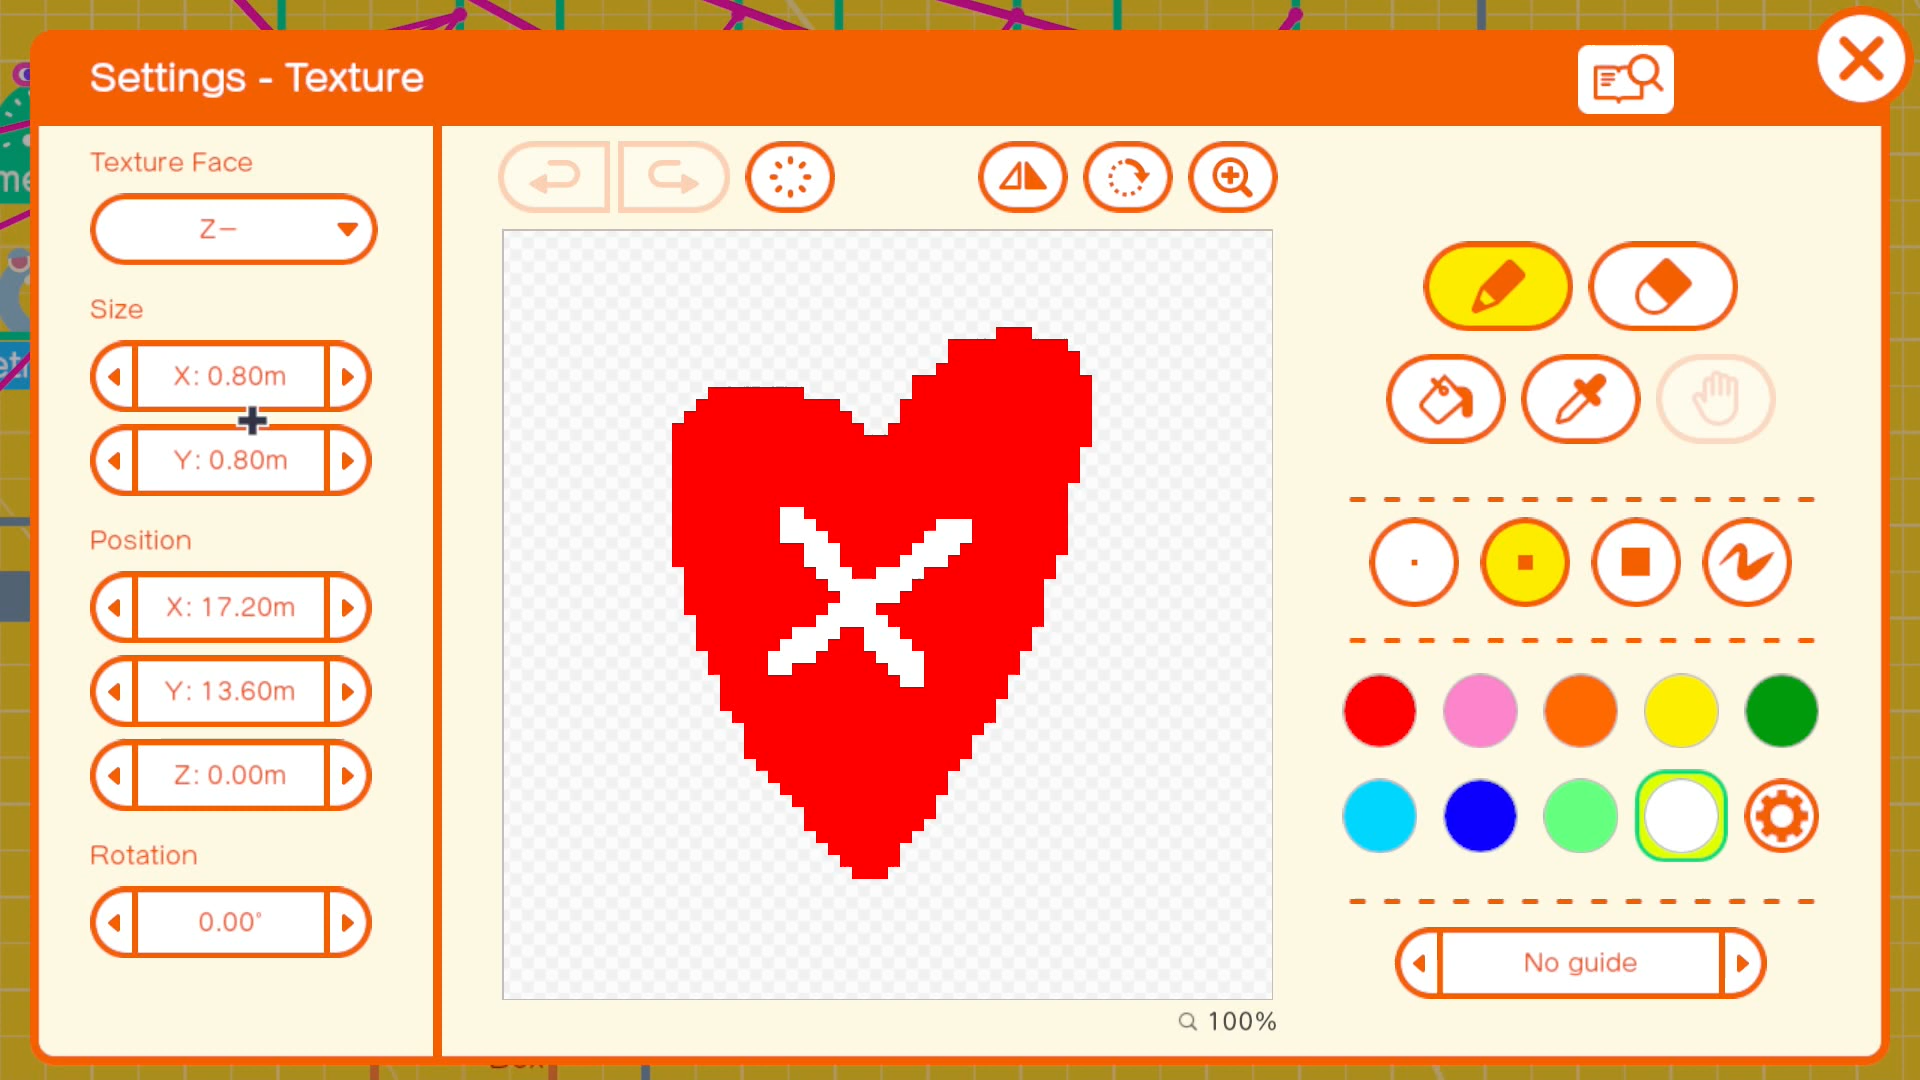 Settings - Texture
Texture Face
Z−
Size
X: 0.80m
Y: 0.80m
Position
X: 17.20m
Y: 13.60m
Z: 0.00m
Rotation
0.00°
No guide
100%